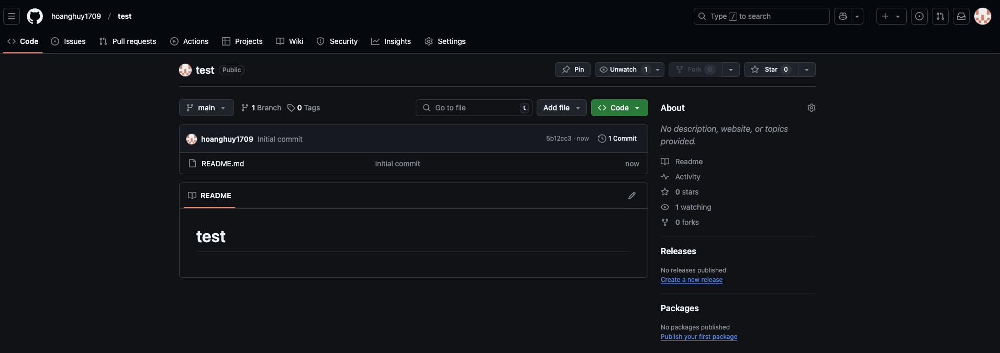 hoanghuy1709 / test
Type / to search
Code Issues Pull requests Actions Projects Wiki Security Insights Settings
test Public
Pin Unwatch 1 Fork 0 Star 0
main 1 Branch 0 Tags Go to file t Add file Code
hoanghuy1709 Initial commit 5b12cc3 · now 1 Commit
README.md Initial commit now
README
test
About
No description, website, or topics
provided.
Readme
Activity
0 stars
1 watching
0 forks
Releases
No releases published
Create a new release
Packages
No packages published
Publish your first package